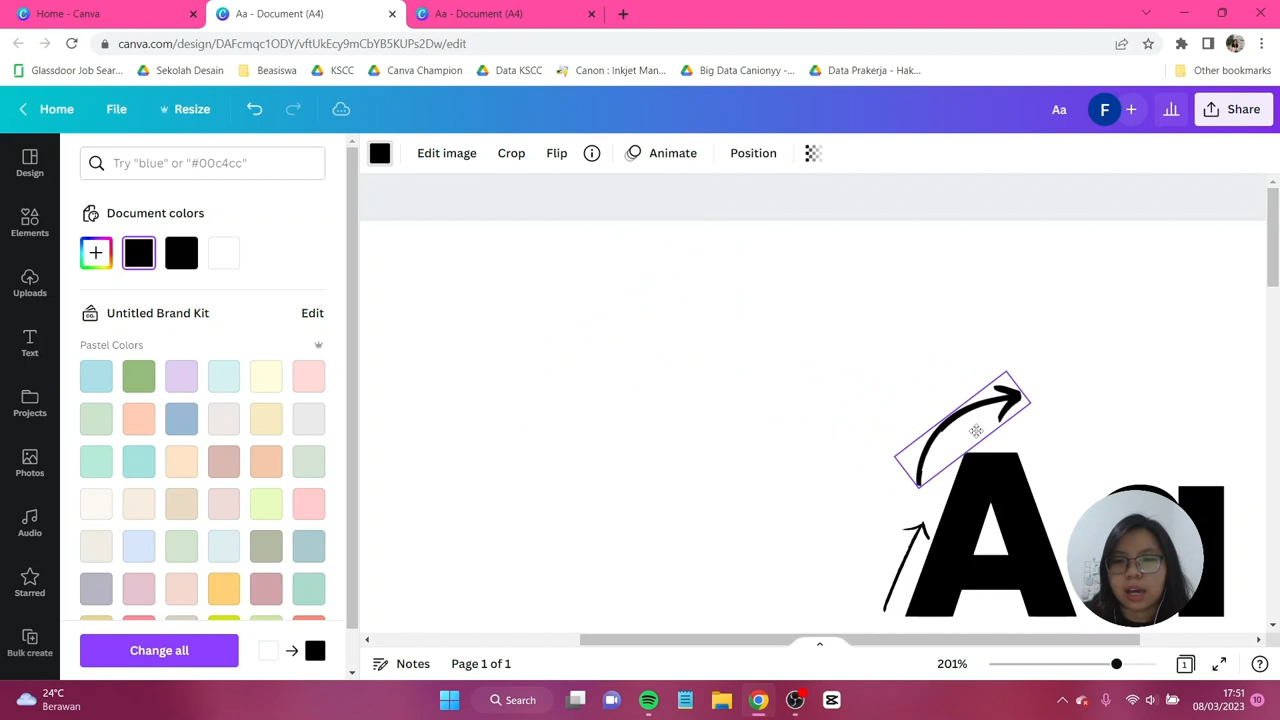 Home - Canva
Aa - Document (A4)
Aa - Document (A4)
canva.com/design/DAFcmqc1ODY/vftUkEcy9mCbYB5KUPs2Dw/edit
Glassdoor Job Sear...
Sekolah Desain
Beasiswa
KSCC
Canva Champion
Data KSCC
Canon : Inkjet Man...
Big Data Canionyy -...
Data Prakerja - Hak...
Other bookmarks
Home
File
Resize
Aa
F
Share
Edit image
Crop
Flip
Animate
Position
Try "blue" or "#00c4cc"
Design
Elements
Uploads
Text
Projects
Photos
Audio
Starred
Bulk create
Document colors
Untitled Brand Kit
Edit
Pastel Colors
Change all
Aa
Notes
Page 1 of 1
201%
1
24°C
Berawan
Search
17:51
08/03/2023
10